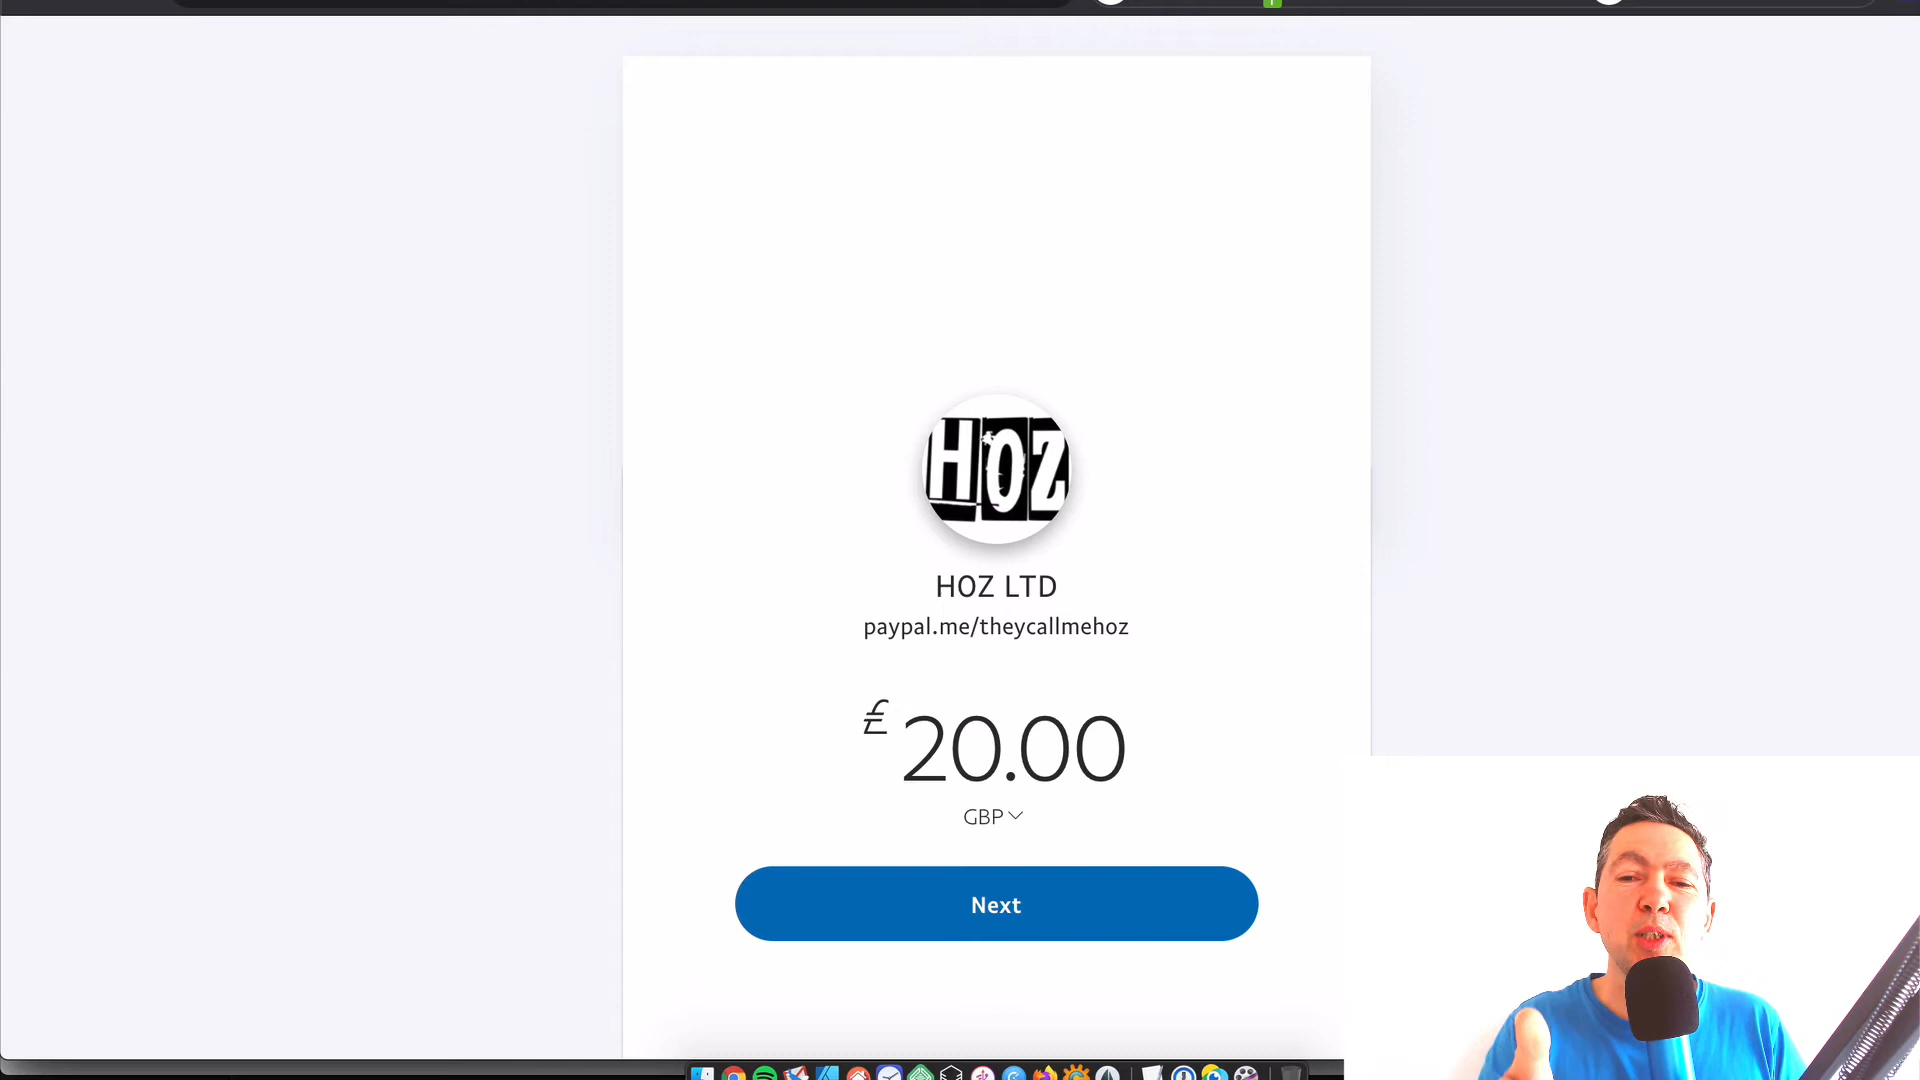 HOZ
HOZ LTD
paypal.me/theycallmehoz
£ 20.00
GBP
Next